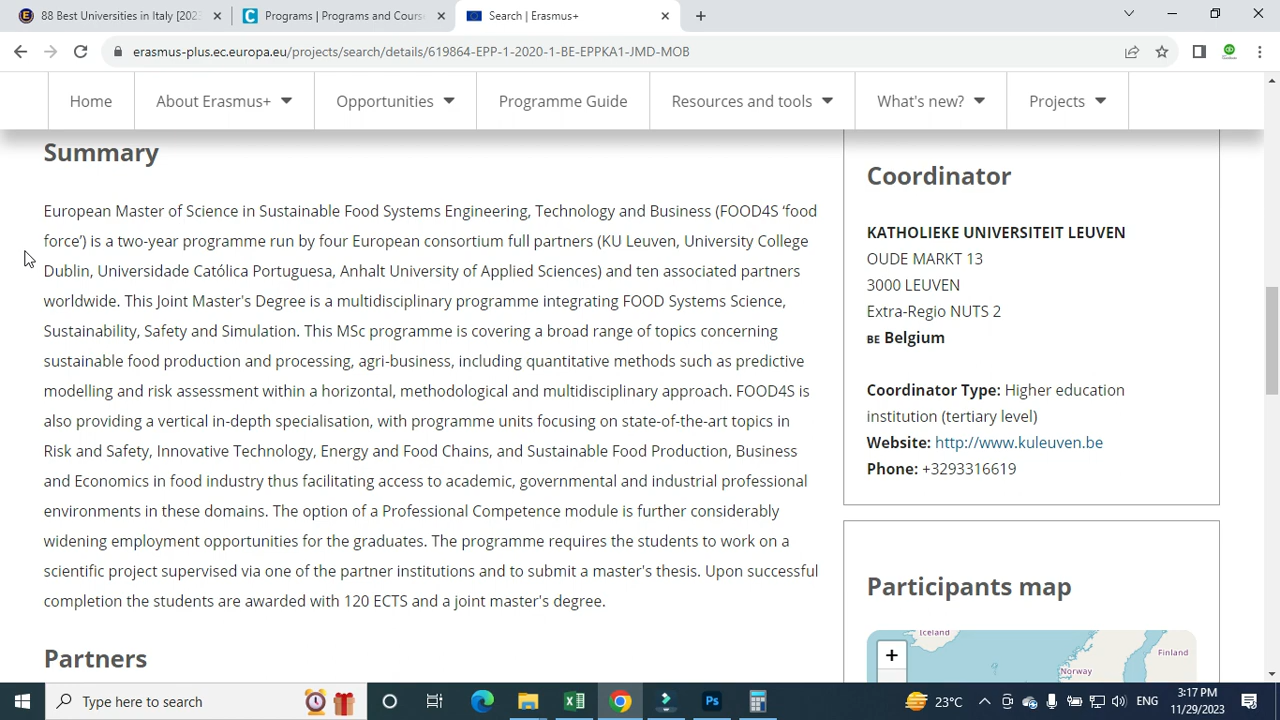 88 Best Universities in Italy [202
Programs | Programs and Cours
Search | Erasmus+
erasmus-plus.ec.europa.eu/projects/search/details/619864-EPP-1-2020-1-BE-EPPKA1-JMD-MOB
Home
About Erasmus+
Opportunities
Programme Guide
Resources and tools
What's new?
Projects
Summary
European Master of Science in Sustainable Food Systems Engineering, Technology and Business (FOOD4S ‘food
force’) is a two-year programme run by four European consortium full partners (KU Leuven, University College
Dublin, Universidade Católica Portuguesa, Anhalt University of Applied Sciences) and ten associated partners
worldwide. This Joint Master's Degree is a multidisciplinary programme integrating FOOD Systems Science,
Sustainability, Safety and Simulation. This MSc programme is covering a broad range of topics concerning
sustainable food production and processing, agri-business, including quantitative methods such as predictive
modelling and risk assessment within a horizontal, methodological and multidisciplinary approach. FOOD4S is
also providing a vertical in-depth specialisation, with programme units focusing on state-of-the-art topics in
Risk and Safety, Innovative Technology, Energy and Food Chains, and Sustainable Food Production, Business
and Economics in food industry thus facilitating access to academic, governmental and industrial professional
environments in these domains. The option of a Professional Competence module is further considerably
widening employment opportunities for the graduates. The programme requires the students to work on a
scientific project supervised via one of the partner institutions and to submit a master's thesis. Upon successful
completion the students are awarded with 120 ECTS and a joint master's degree.
Partners
Coordinator
KATHOLIEKE UNIVERSITEIT LEUVEN
OUDE MARKT 13
3000 LEUVEN
Extra-Regio NUTS 2
BE Belgium
Coordinator Type: Higher education
institution (tertiary level)
Website: http://www.kuleuven.be
Phone: +3293316619
Participants map
Iceland
Finland
Norway
+
Type here to search
23°C
ENG
3:17 PM
11/29/2023